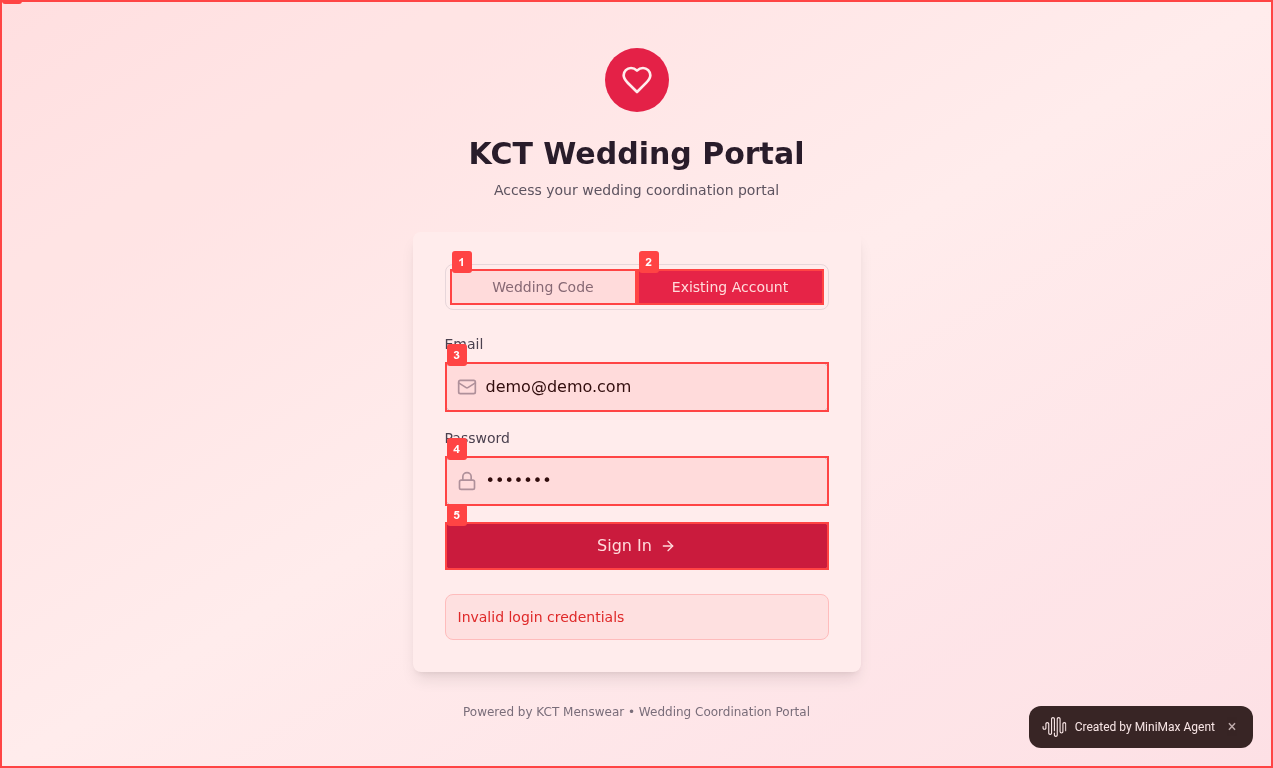 KCT Wedding Portal
Access your wedding coordination portal
1
2
Wedding Code
Existing Account
Email
3
demo@demo.com
Password
4
•••••••
5
Sign In →
Invalid login credentials
Powered by KCT Menswear • Wedding Coordination Portal
Created by MiniMax Agent ×